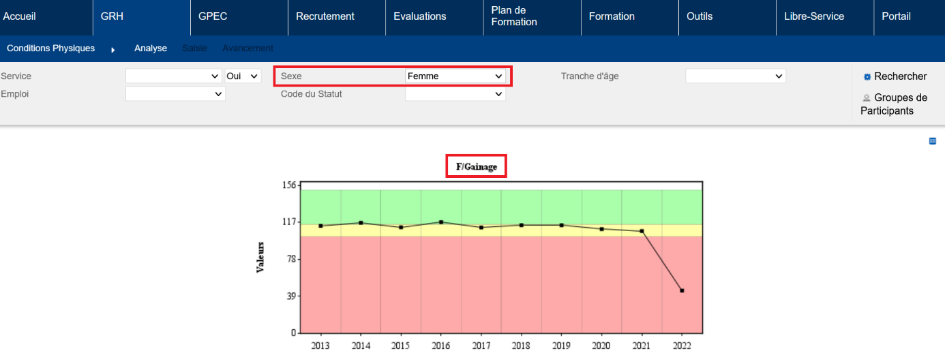 Accueil GRH GPEC Recrutement Evaluations Plan de Formation Formation Outils Libre-Service Portail
Conditions Physiques Analyse Santé Avancement
Service Oui Sexe Femme Tranche d'âge Rechercher
Emploi Code du Statut Groupes de Participants
F/Gainage
156
117
78
39
0
Valeurs
2013 2014 2015 2016 2017 2018 2019 2020 2021 2022